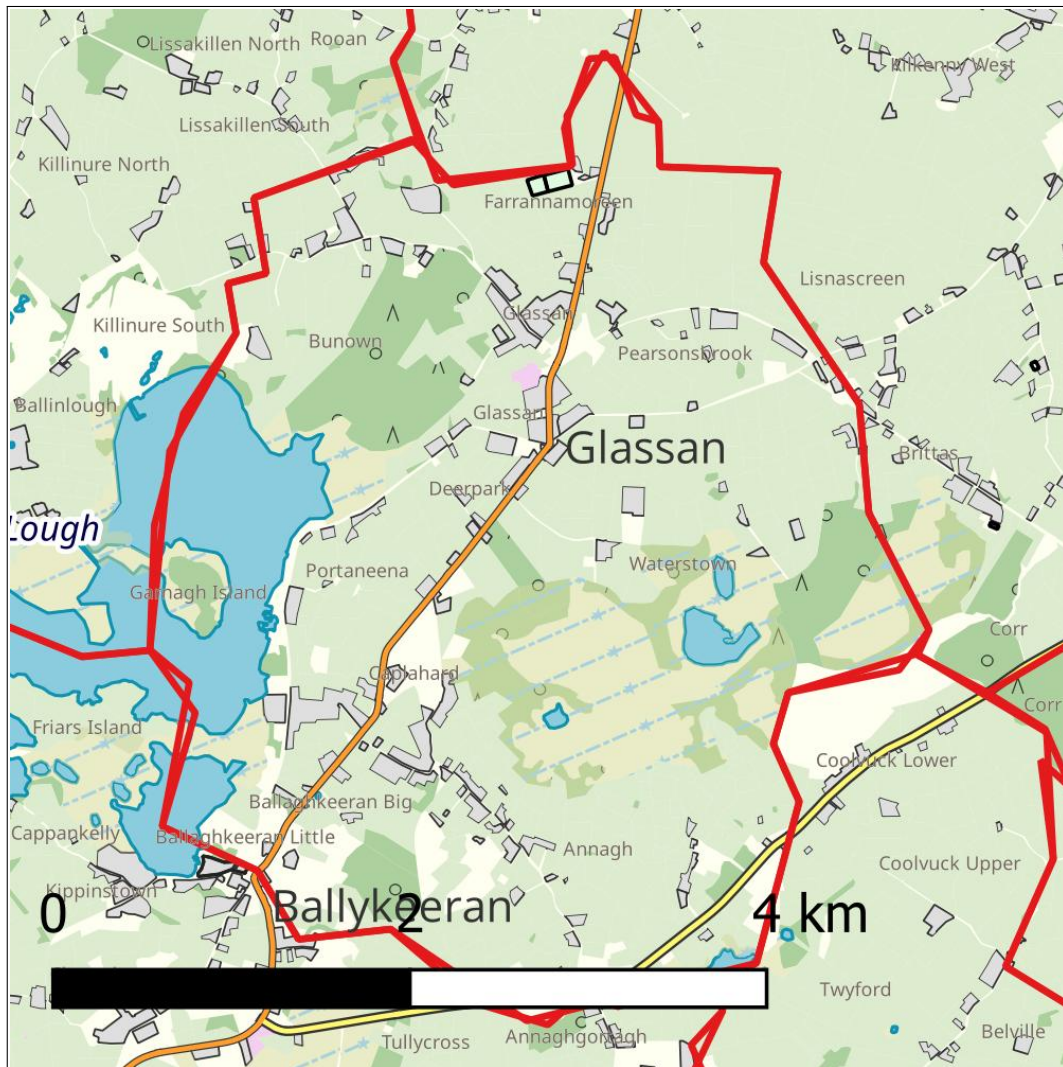 Lissakillen North
Rooan
Kilkenny West
Lissakillen South
Killinure North
Farrannamoreen
Lisnascreen
Killinure South
Glassan
Bunown
Pearsonsbrook
Ballinlough
Glassan
Glassan
Brittas
Deerpark
Lough
Waterstown
Portaneena
Garnagh Island
Corr
Caplahard
Corr
Friars Island
Coolvuck Lower
Ballaghkeeran Big
Cappankelly
Ballaghkeeran Little
Annagh
Coolvuck Upper
Kippinstown
Ballykeeran
0 2 4 km
Twyford
Annaghgortagh
Belville
Tullycross